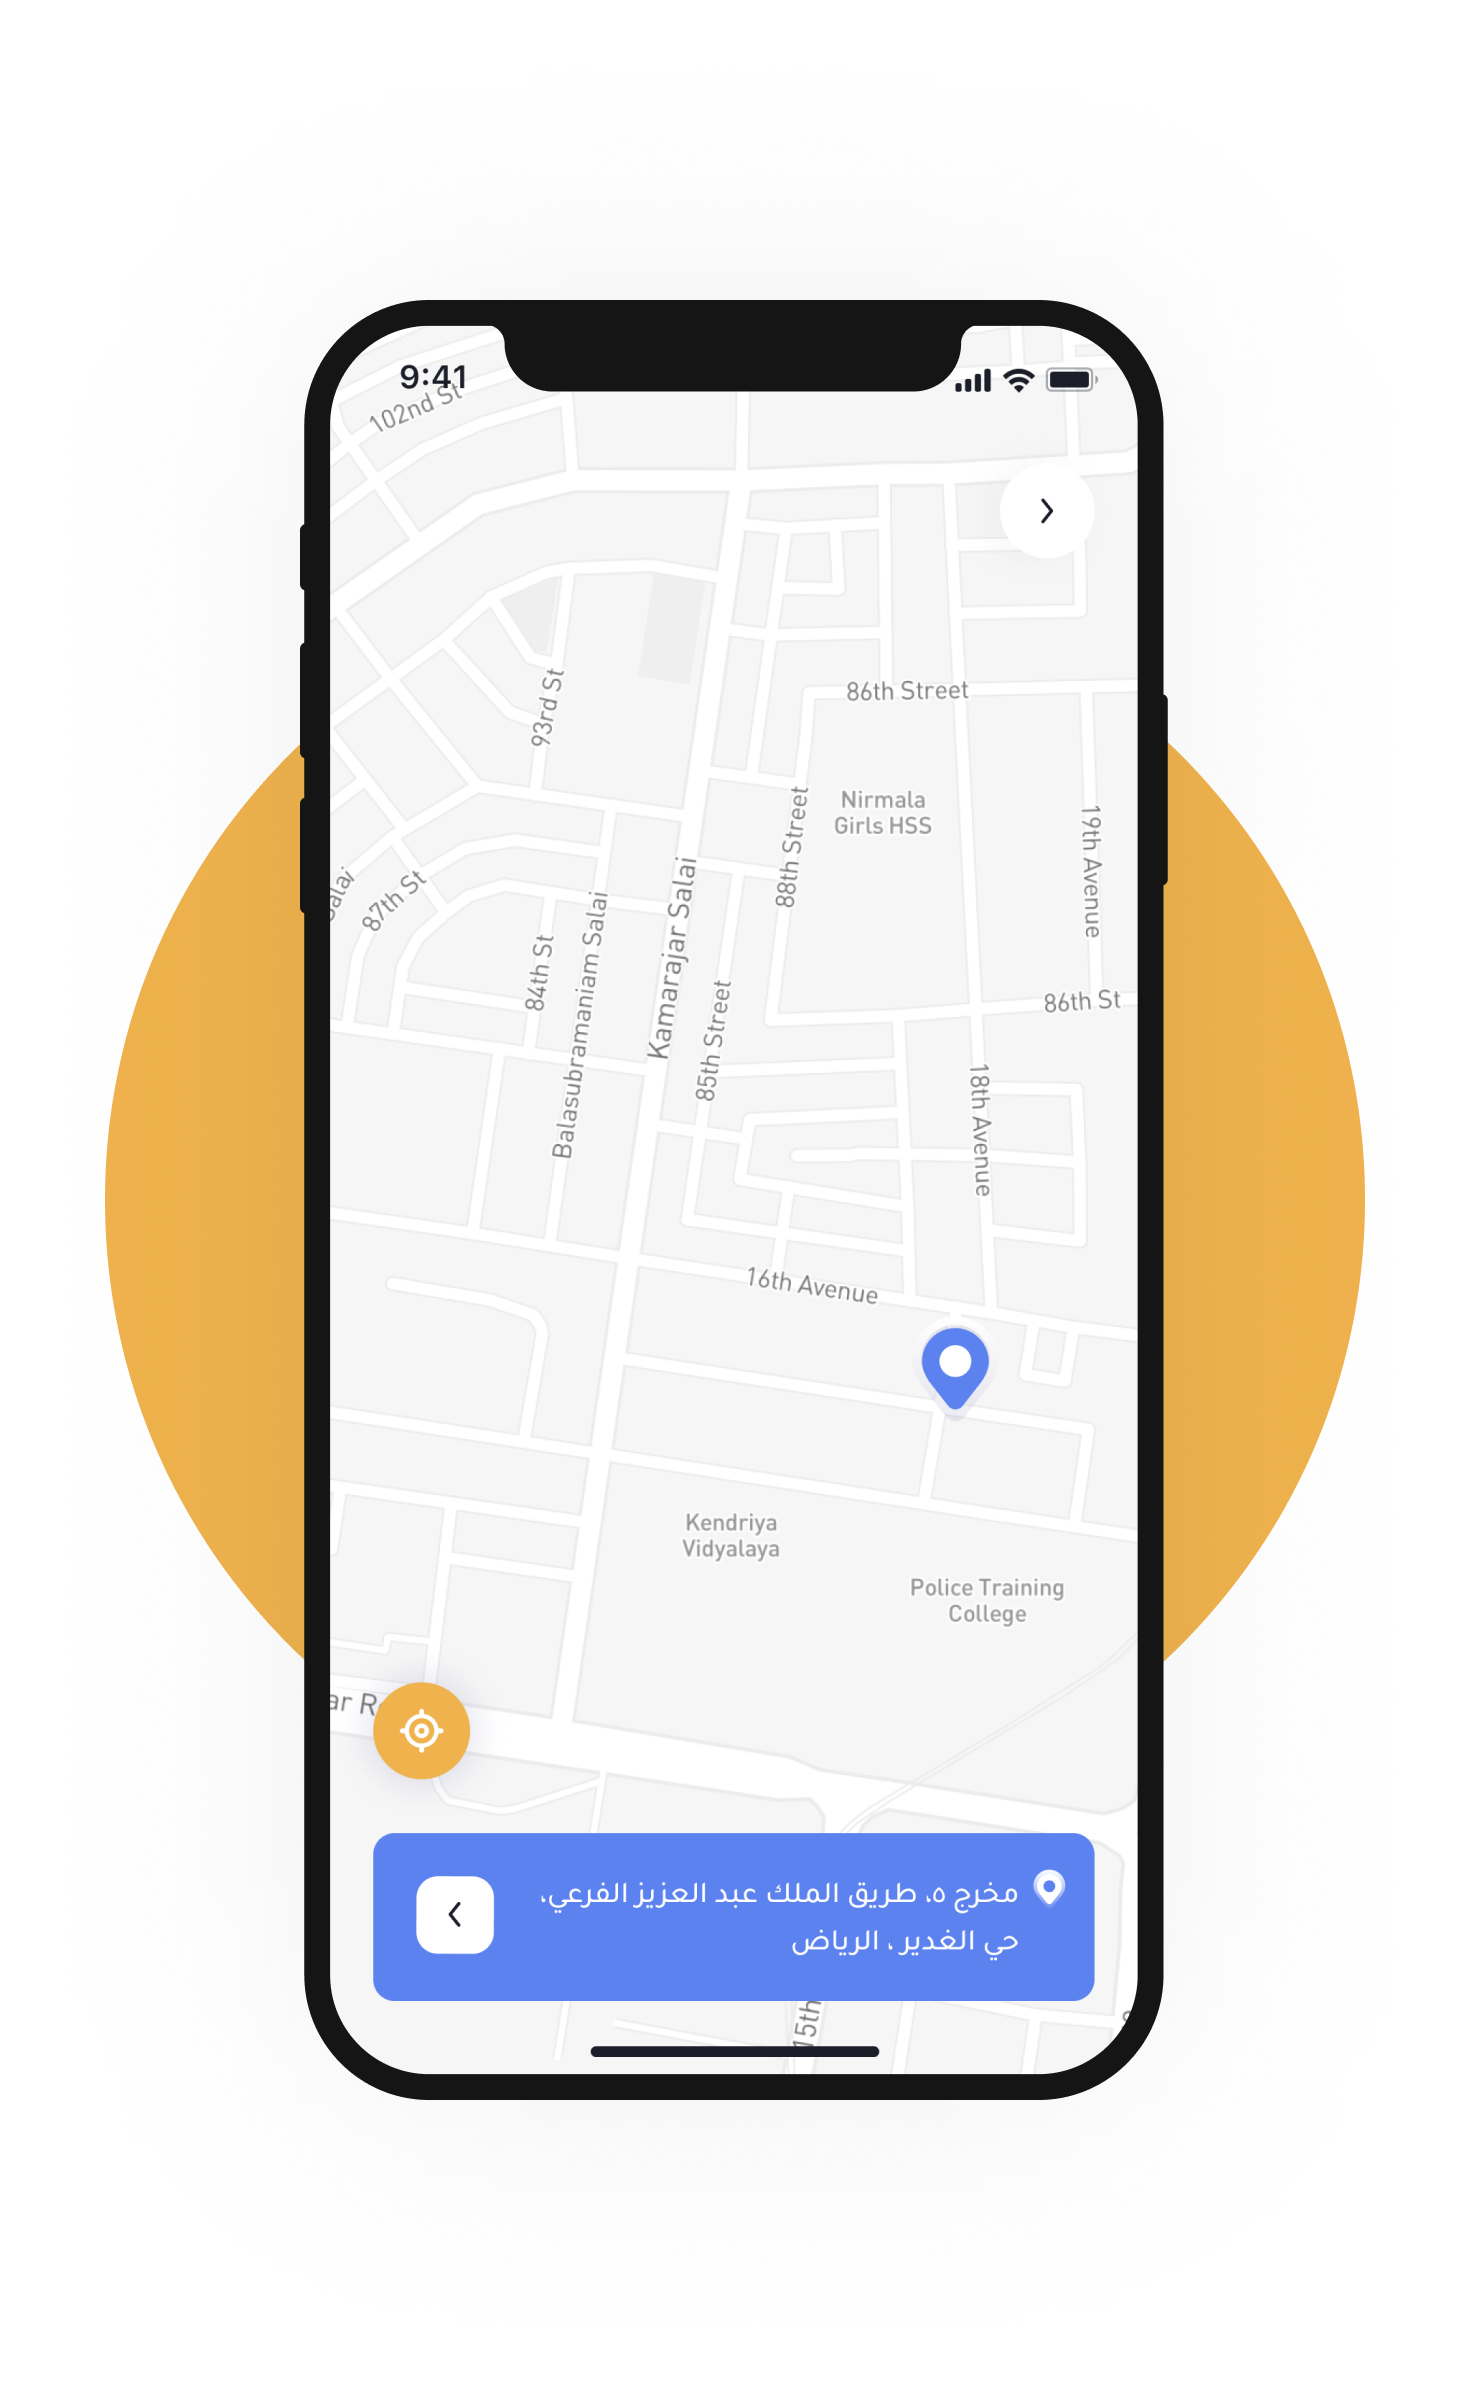 9:41
102nd St
93rd St
86th Street
Nirmala
Girls HSS
88th Street
19th Avenue
Salai
87th St
84th St
Balasubramaniam Salai
Kamarajar Salai
85th Street
86th St
18th Avenue
16th Avenue
Kendriya
Vidyalaya
Police Training
College
مخرج ٥، طريق الملك عبد العزيز الفرعي،
حي الغدير ، الرياض
15th